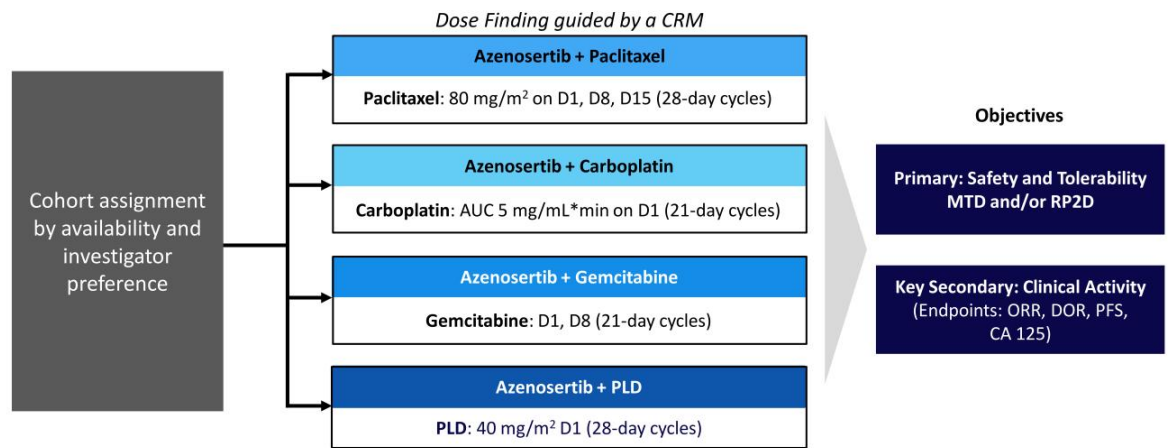 Dose Finding guided by a CRM
Cohort assignment
by availability and
investigator
preference
Azenosertib + Paclitaxel
Paclitaxel: 80 mg/m² on D1, D8, D15 (28-day cycles)
Azenosertib + Carboplatin
Carboplatin: AUC 5 mg/mL*min on D1 (21-day cycles)
Azenosertib + Gemcitabine
Gemcitabine: D1, D8 (21-day cycles)
Azenosertib + PLD
PLD: 40 mg/m² D1 (28-day cycles)
Objectives
Primary: Safety and Tolerability
MTD and/or RP2D
Key Secondary: Clinical Activity
(Endpoints: ORR, DOR, PFS,
CA 125)